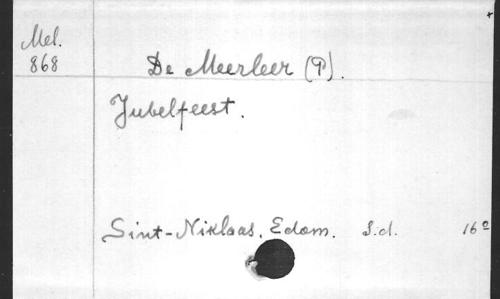 Mel.
868
De Meerleer (P).
Jubelfeest.
Sint-Niklaas, Edom. S.d. 16º